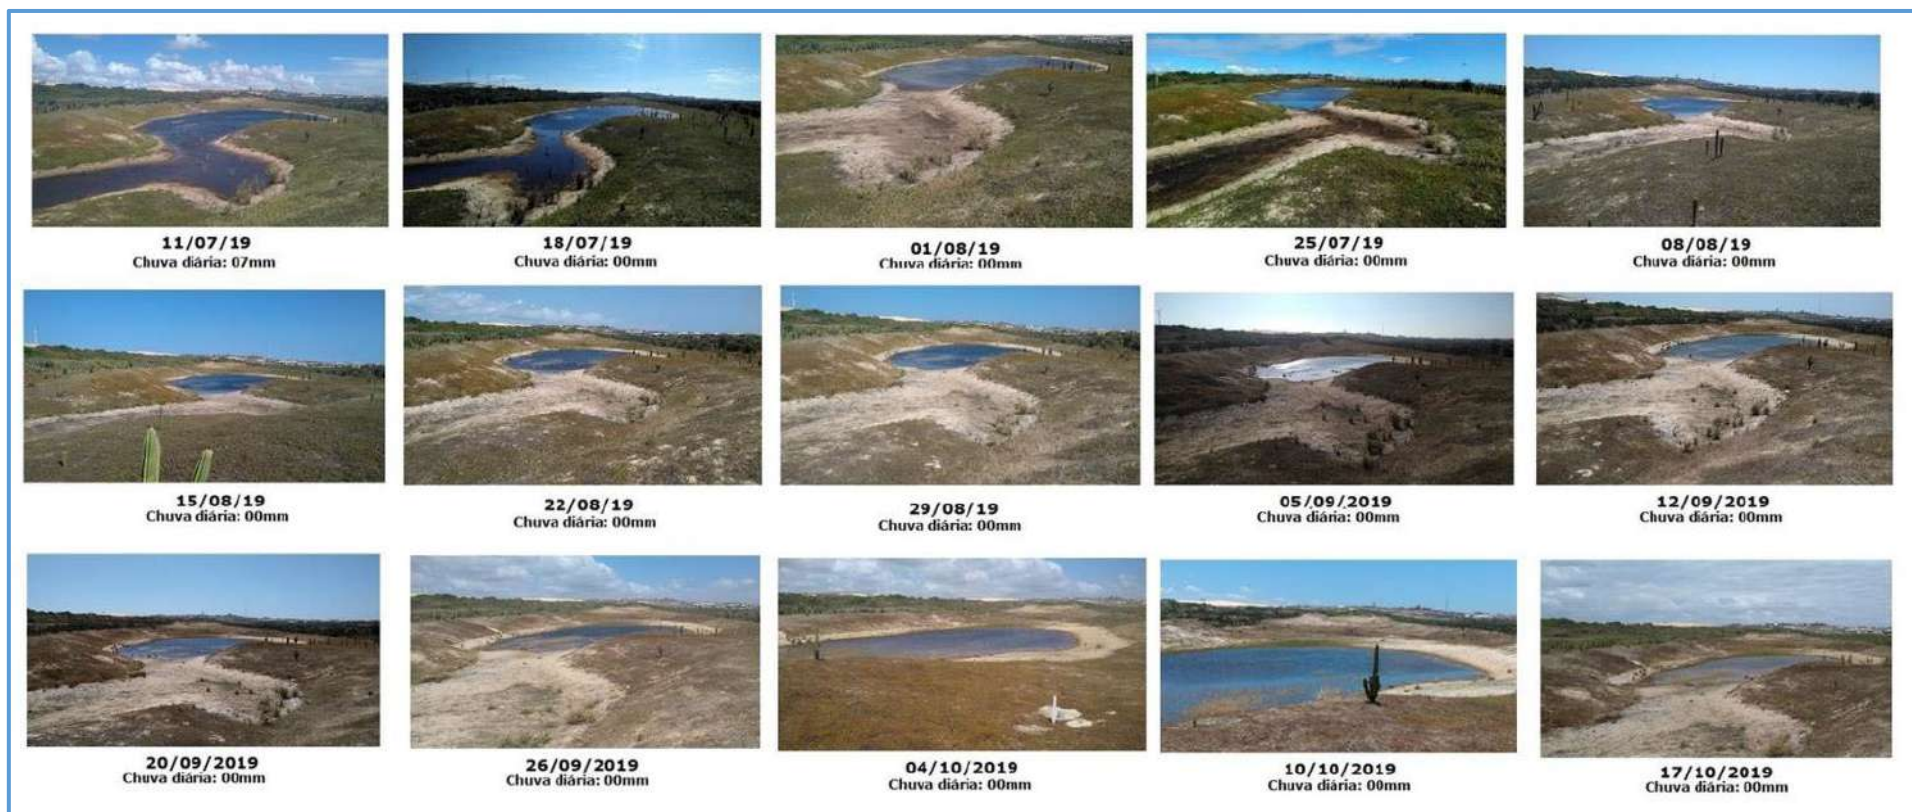 11/07/19
Chuva diária: 07mm
18/07/19
Chuva diária: 00mm
01/08/19
Chuva diária: 00mm
25/07/19
Chuva diária: 00mm
08/08/19
Chuva diária: 00mm
15/08/19
Chuva diária: 00mm
22/08/19
Chuva diária: 00mm
29/08/19
Chuva diária: 00mm
05/09/2019
Chuva diária: 00mm
12/09/2019
Chuva diária: 00mm
20/09/2019
Chuva diária: 00mm
26/09/2019
Chuva diária: 00mm
04/10/2019
Chuva diária: 00mm
10/10/2019
Chuva diária: 00mm
17/10/2019
Chuva diária: 00mm